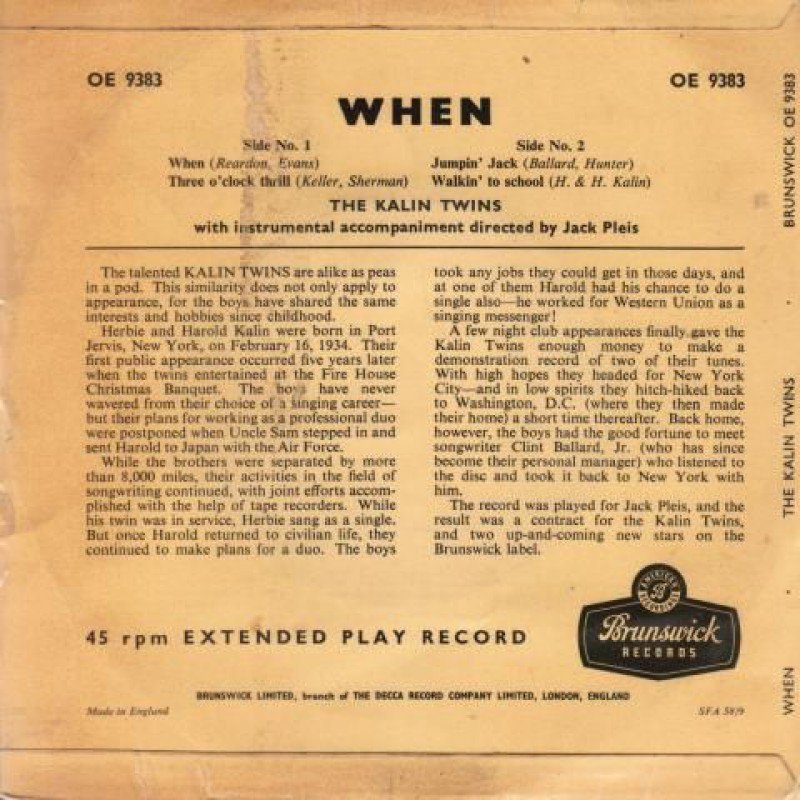 OE 9383
OE 9383
WHEN
Side No. 1
When (Reardon, Evans)
Three o'clock thrill (Keller, Sherman)
Side No. 2
Jumpin' Jack (Ballard, Hunter)
Walkin' to school (H. & H. Kalin)
THE KALIN TWINS
with instrumental accompaniment directed by Jack Pleis
The talented KALIN TWINS are alike as peas
in a pod. This similarity does not only apply to
appearance, for the boys have shared the same
interests and hobbies since childhood.
Herbie and Harold Kalin were born in Port
Jervis, New York, on February 16, 1934. Their
first public appearance occurred five years later
when the twins entertained at the Fire House
Christmas Banquet. The boys have never
wavered from their choice of a singing career—
but their plans for working as a professional duo
were postponed when Uncle Sam stepped in and
sent Harold to Japan with the Air Force.
While the brothers were separated by more
than 8,000 miles, their activities in the field of
songwriting continued, with joint efforts accom-
plished with the help of tape recorders. While
his twin was in service, Herbie sang as a single.
But once Harold returned to civilian life, they
continued to make plans for a duo. The boys
took any jobs they could get in those days, and
at one of them Harold had his chance to do a
single also—he worked for Western Union as a
singing messenger!
A few night club appearances finally gave the
Kalin Twins enough money to make a
demonstration record of two of their tunes.
With high hopes they headed for New York
City—and in low spirits they hitch-hiked back
to Washington, D.C. (where they then made
their home) a short time thereafter. Back home,
however, the boys had the good fortune to meet
songwriter Clint Ballard, Jr. (who has since
become their personal manager) who listened to
the disc and took it back to New York with
him.
The record was played for Jack Pleis, and the
result was a contract for the Kalin Twins,
and two up-and-coming new stars on the
Brunswick label.
45 rpm EXTENDED PLAY RECORD
Brunswick
RECORDS
BRUNSWICK LIMITED, branch of THE DECCA RECORD COMPANY LIMITED, LONDON, ENGLAND
Made in England
WHEN · THE KALIN TWINS · BRUNSWICK OE 9383